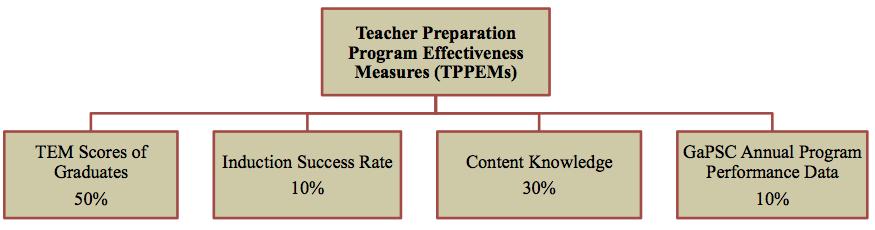 Teacher Preparation
Program Effectiveness
Measures (TPPEMs)
TEM Scores of
Graduates
50%
Induction Success Rate
10%
Content Knowledge
30%
GaPSC Annual Program
Performance Data
10%